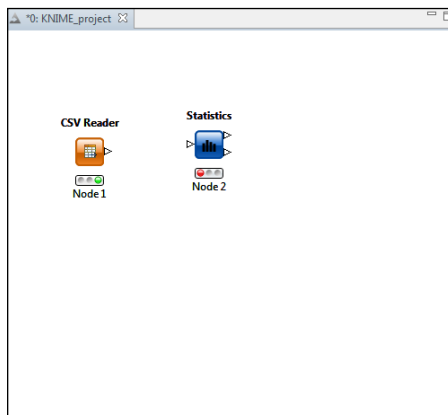 *0: KNIME_project
CSV Reader
Statistics
Node 1
Node 2